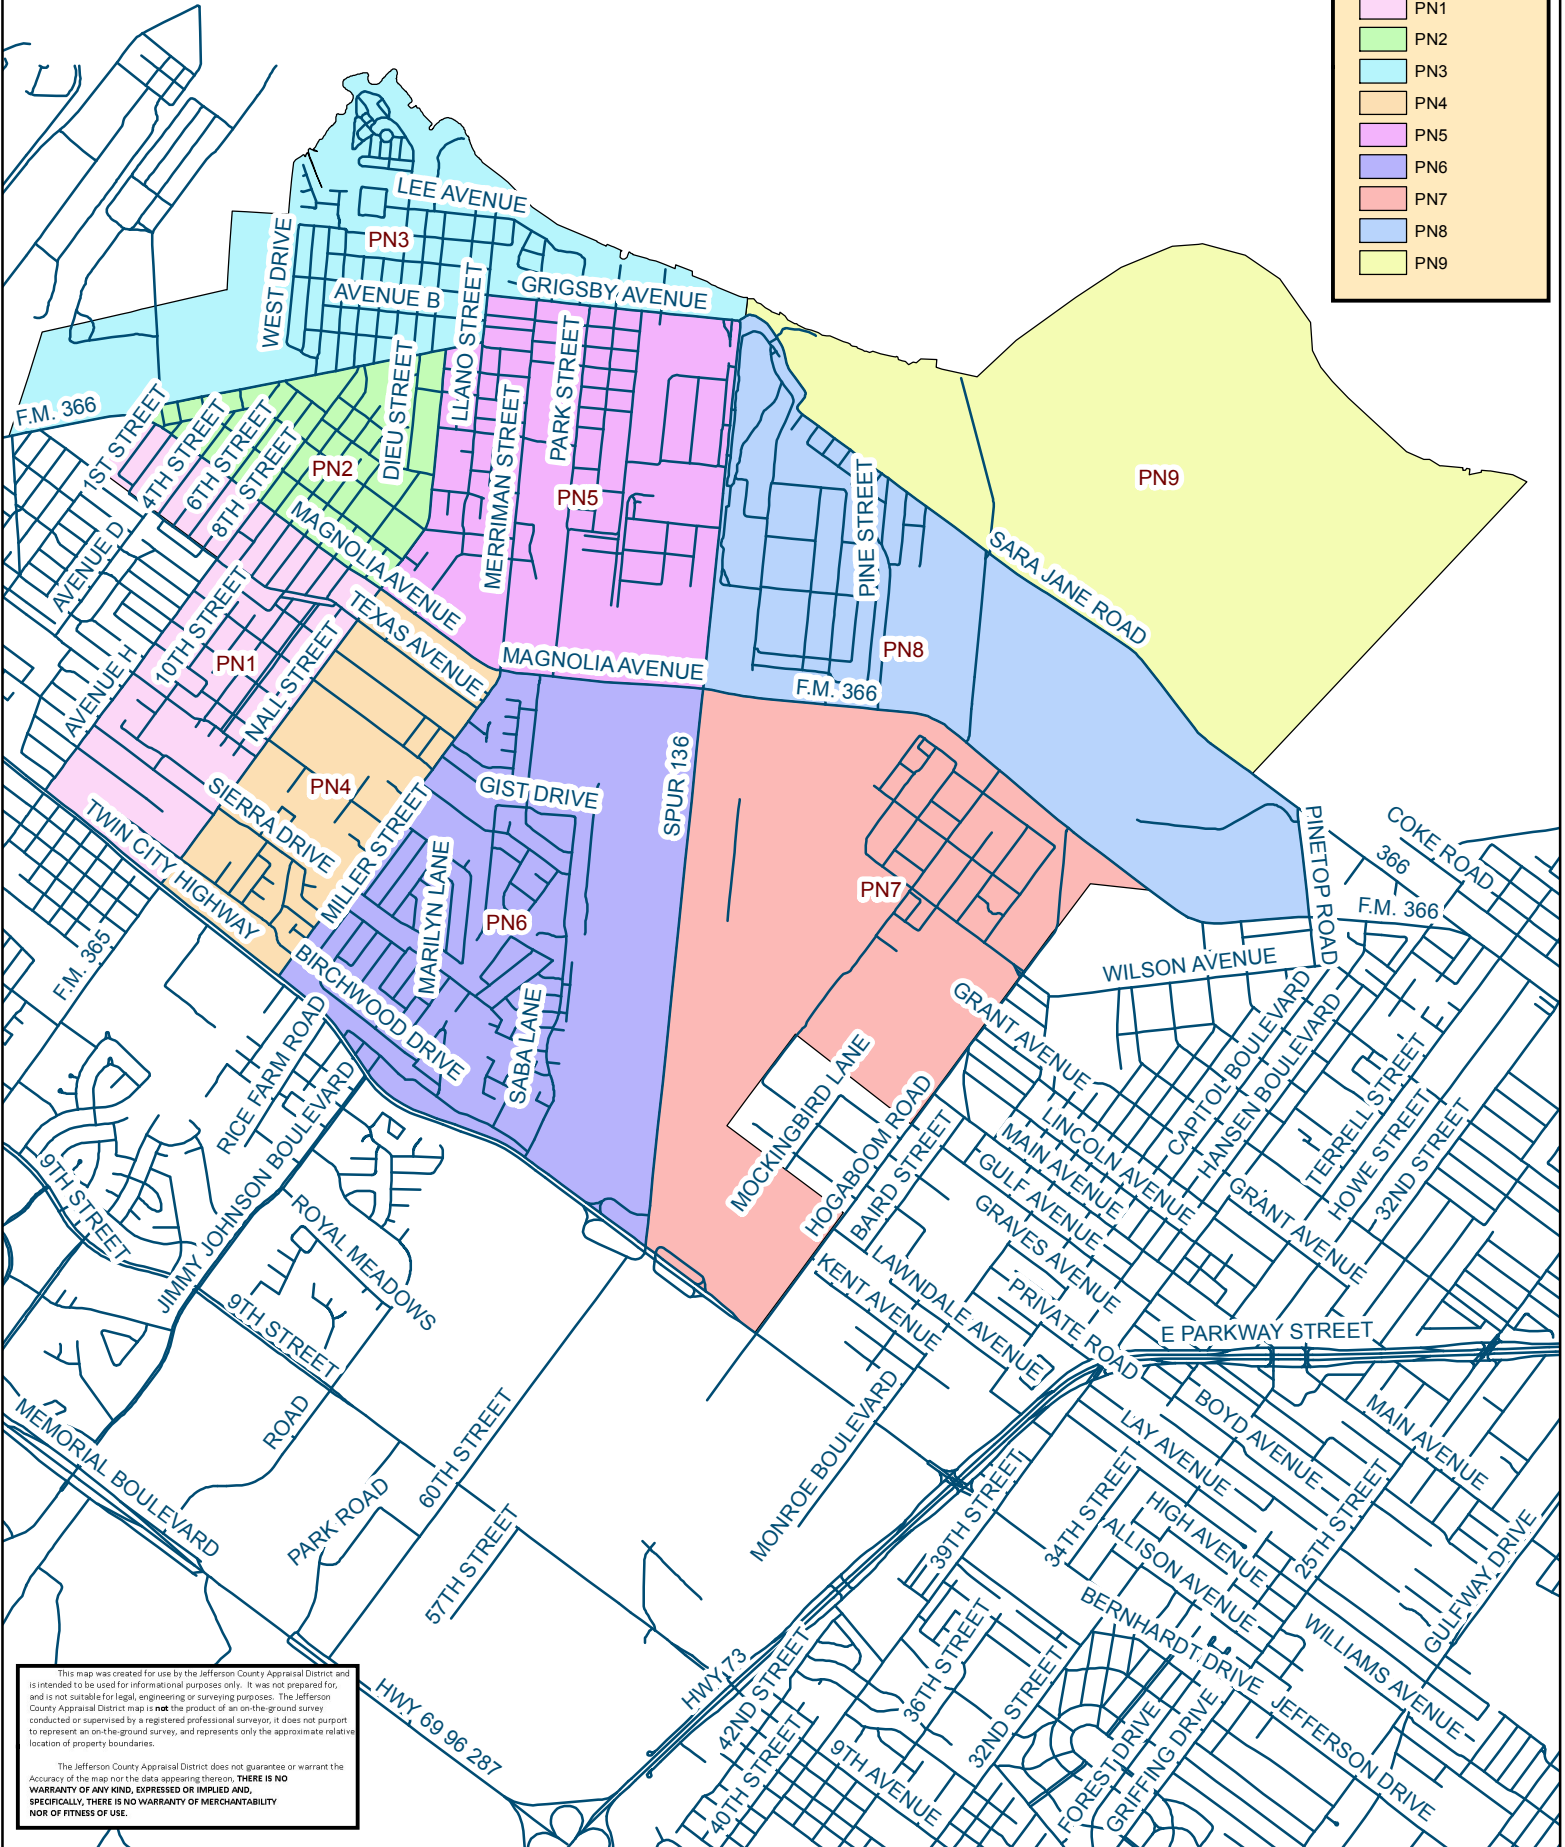 PN1
PN2
PN3
PN4
PN5
PN6
PN7
PN8
PN9
LEE AVENUE
PN3
WEST DRIVE
AVENUE B
LLANO STREET
GRIGSBY AVENUE
DIEU STREET
PARK STREET
F.M. 366
1ST STREET
4TH STREET
6TH STREET
8TH STREET
PN2
MERRIMAN STREET
PN5
PINE STREET
PN9
SARA JANE ROAD
AVENUE D
MAGNOLIA AVENUE
TEXAS AVENUE
10TH STREET
AVENUE H
PN1
NALL STREET
MAGNOLIA AVENUE
PN8
F.M. 366
SPUR 136
PN4
SIERRA DRIVE
GIST DRIVE
TWIN CITY HIGHWAY
MILLER STREET
MARILYN LANE
PN6
PN7
PINETOP ROAD
COKE ROAD
366
F.M. 366
F.M. 365
BIRCHWOOD DRIVE
SABA LANE
WILSON AVENUE
GRANT AVENUE
RICE FARM ROAD
MOCKINGBIRD LANE
HOGABOOM ROAD
BAIRD STREET
CAPITOL BOULEVARD
HANSEN BOULEVARD
TERRELL STREET
HOWE STREET
32ND STREET
LINCOLN AVENUE
MAIN AVENUE
GULF AVENUE
GRAVES AVENUE
GRANT AVENUE
9TH STREET
JIMMY JOHNSON BOULEVARD
ROYAL MEADOWS
LAWNDALE AVENUE
KENT AVENUE
PRIVATE ROAD
E PARKWAY STREET
9TH STREET
ROAD
MEMORIAL BOULEVARD
PARK ROAD
60TH STREET
57TH STREET
MONROE BOULEVARD
39TH STREET
34TH STREET
LAY AVENUE
BOYD AVENUE
MAIN AVENUE
HIGH AVENUE
ALLISON AVENUE
25TH STREET
GULFWAY DRIVE
BERNHARDT DRIVE
WILLIAMS AVENUE
JEFFERSON DRIVE
HWY 69 96 287
HWY 73
42ND STREET
40TH STREET
36TH STREET
32ND STREET
9TH AVENUE
FOREST DRIVE
GRIFFING DRIVE
This map was created for use by the Jefferson County Appraisal District and
is intended to be used for informational purposes only. It was not prepared for,
and is not suitable for legal, engineering or surveying purposes. The Jefferson
County Appraisal District map is not the product of an on-the-ground survey
conducted or supervised by a registered professional surveyor, it does not purport
to represent an on-the-ground survey, and represents only the approximate relative
location of property boundaries.
The Jefferson County Appraisal District does not guarantee or warrant the
Accuracy of the map nor the data appearing thereon, THERE IS NO
WARRANTY OF ANY KIND, EXPRESSED OR IMPLIED AND,
SPECIFICALLY, THERE IS NO WARRANTY OF MERCHANTABILITY
NOR OF FITNESS OF USE.